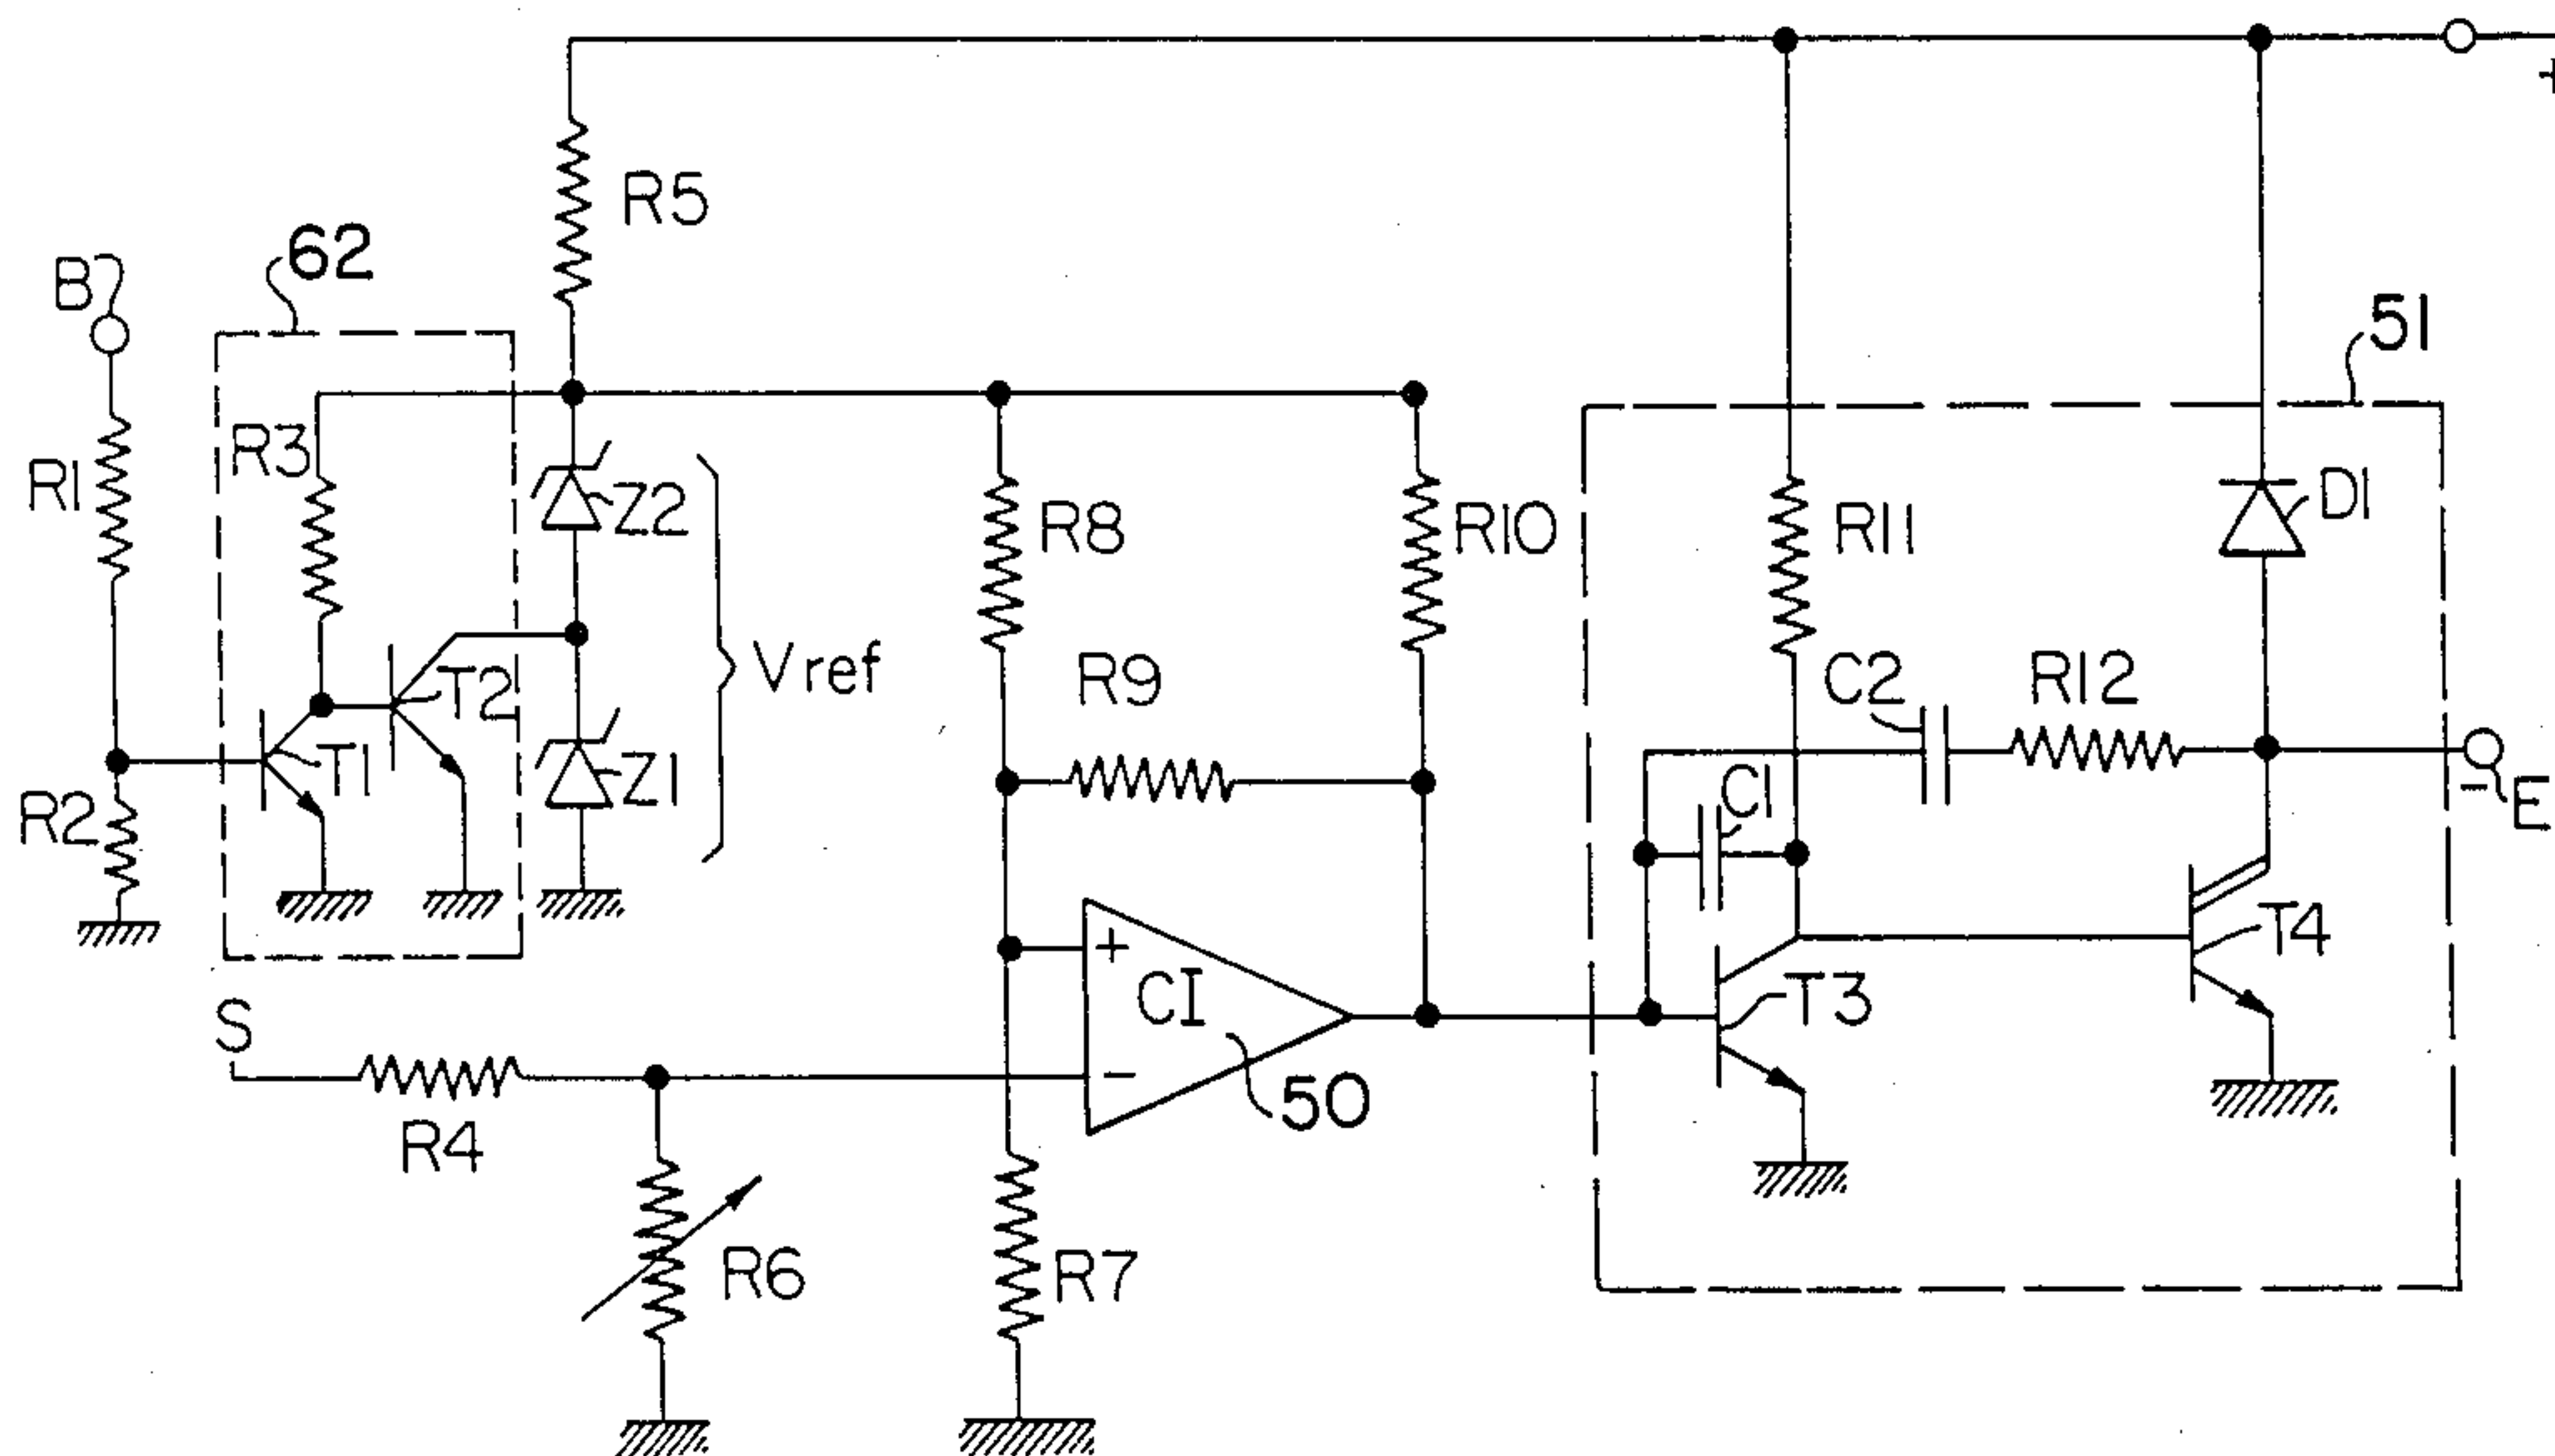 +
R5
62
B
51
R3
R1
Z2
R8
R10
R11
D1
Vref
T2
R9
C2
R12
T1
Z1
C1
R2
- E
+
T4
CI
T3
S
-
50
R4
R6
R7